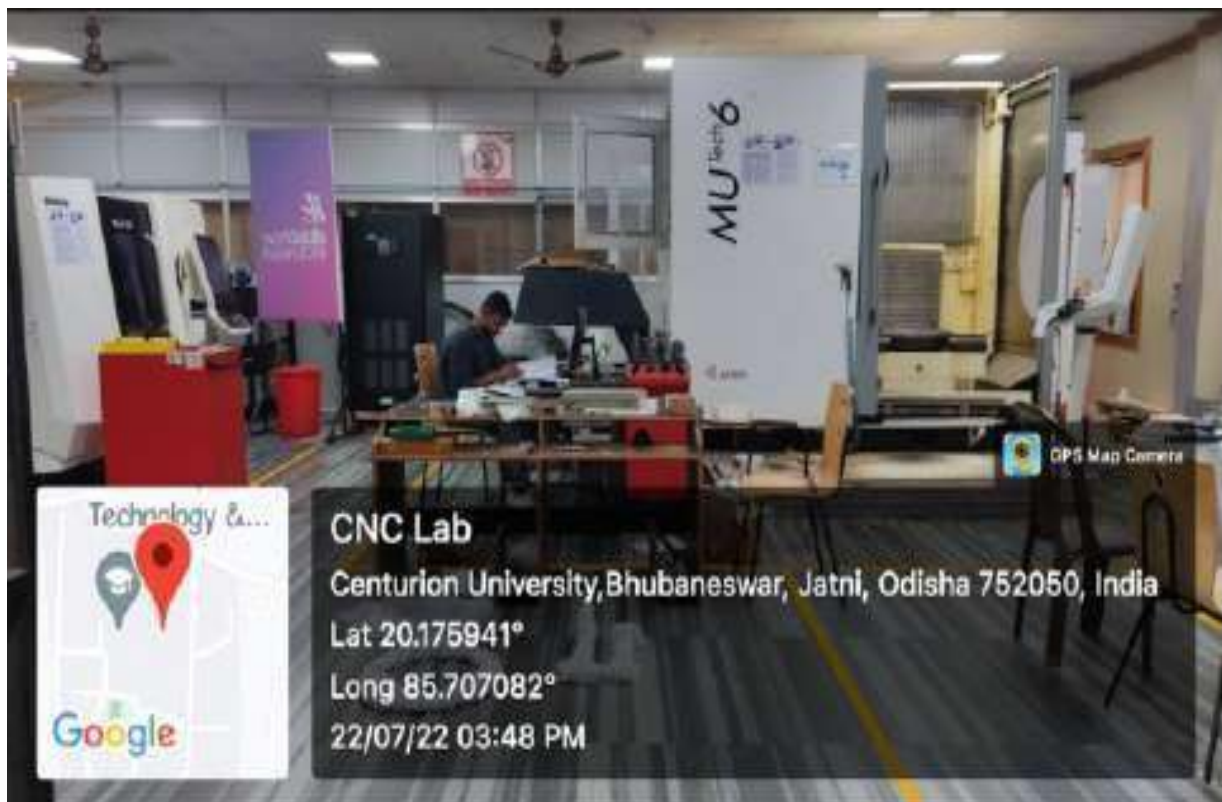 MU Tech 6
GPS Map Camera
Technology &...
Google
CNC Lab
Centurion University,Bhubaneswar, Jatni, Odisha 752050, India
Lat 20.175941°
Long 85.707082°
22/07/22 03:48 PM